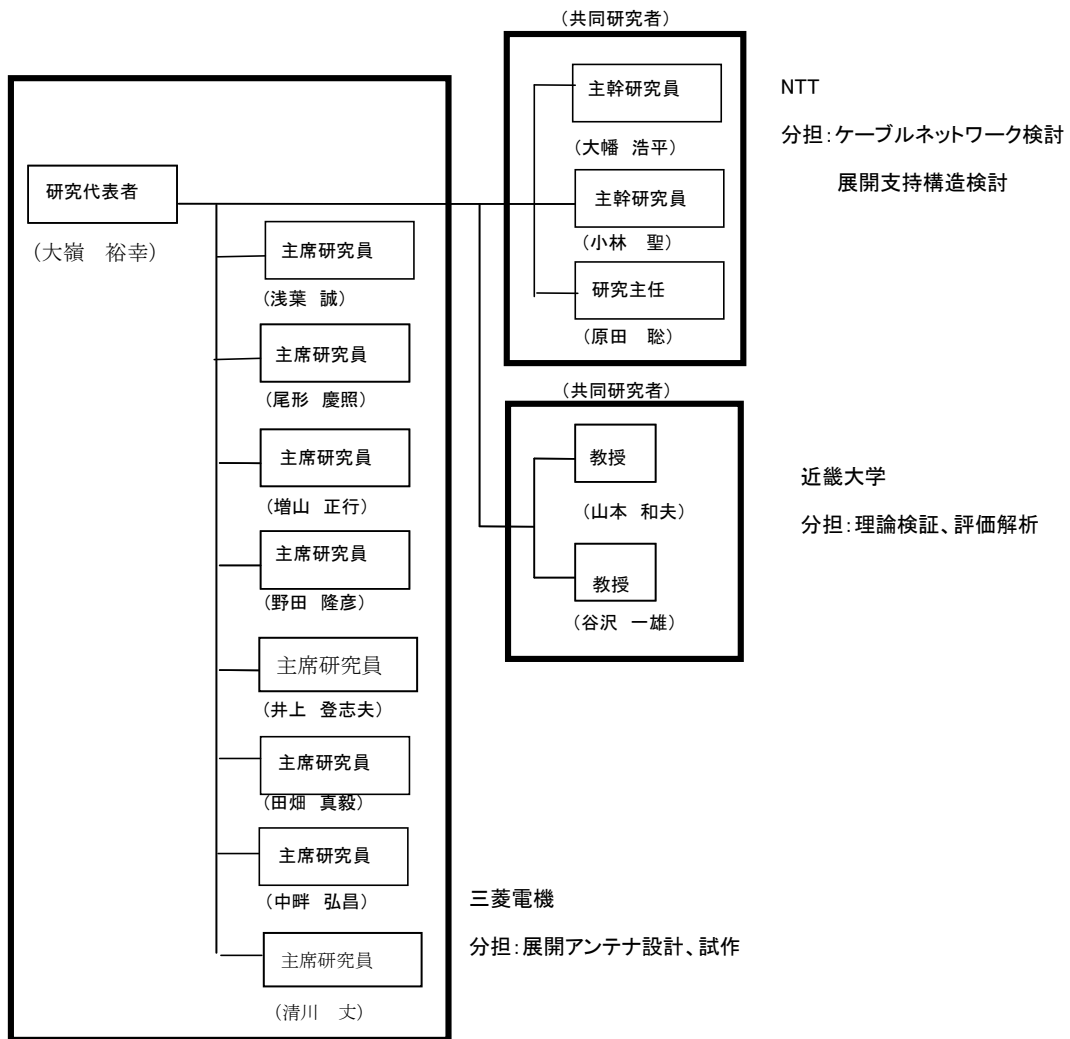 研究代表者
(大嶺 裕幸)
主席研究員
(浅葉 誠)
主席研究員
(尾形 慶照)
主席研究員
(増山 正行)
主席研究員
(野田 隆彦)
主席研究員
(井上 登志夫)
主席研究員
(田畑 真毅)
主席研究員
(中畔 弘昌)
主席研究員
(清川 丈)
三菱電機
分担:展開アンテナ設計、試作
(共同研究者)
主幹研究員
(大幡 浩平)
主幹研究員
(小林 聖)
研究主任
(原田 聡)
NTT
分担:ケーブルネットワーク検討
展開支持構造検討
(共同研究者)
教授
(山本 和夫)
教授
(谷沢 一雄)
近畿大学
分担:理論検証、評価解析